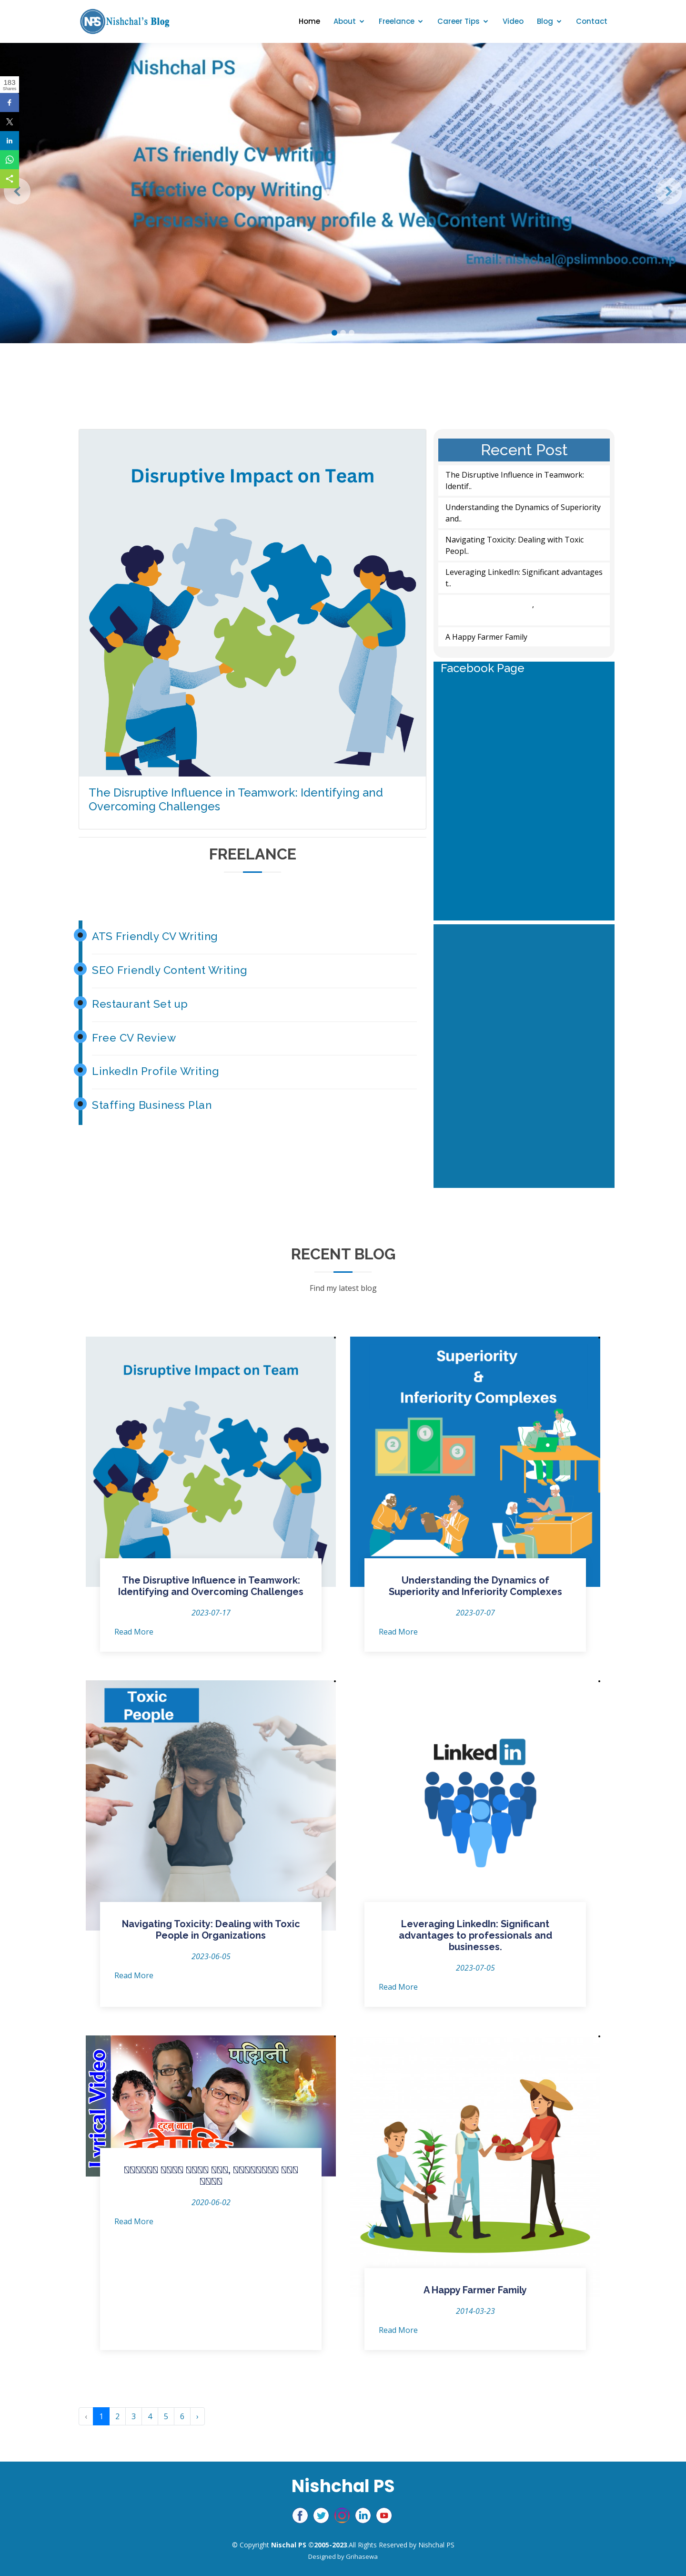 NPS Nishchal's Blog
Home About Freelance Career Tips Video Blog Contact
183
Shares
Nishchal PS
ATS friendly CV Writing
Effective Copy Writing
Persuasive Company profile & WebContent Writing
Email: nishchal@pslimnboo.com.np
Disruptive Impact on Team
The Disruptive Influence in Teamwork: Identifying and
Overcoming Challenges
Recent Post
The Disruptive Influence in Teamwork:
Identif..
Understanding the Dynamics of Superiority
and..
Navigating Toxicity: Dealing with Toxic
Peopl..
Leveraging LinkedIn: Significant advantages
t..
A Happy Farmer Family
Facebook Page
FREELANCE
ATS Friendly CV Writing
SEO Friendly Content Writing
Restaurant Set up
Free CV Review
LinkedIn Profile Writing
Staffing Business Plan
RECENT BLOG
Find my latest blog
Disruptive Impact on Team
The Disruptive Influence in Teamwork:
Identifying and Overcoming Challenges
2023-07-17
Read More
Superiority
&
Inferiority Complexes
2 1 3
Understanding the Dynamics of
Superiority and Inferiority Complexes
2023-07-07
Read More
Toxic
People
Navigating Toxicity: Dealing with Toxic
People in Organizations
2023-06-05
Read More
Linked in
Leveraging LinkedIn: Significant
advantages to professionals and
businesses.
2023-07-05
Read More
Lyrical Video
पद्मिनी
2020-06-02
Read More
A Happy Farmer Family
2014-03-23
Read More
‹ 1 2 3 4 5 6 ›
Nishchal PS
© Copyright Nischal PS ©2005-2023.All Rights Reserved by Nishchal PS
Designed by Grihasewa